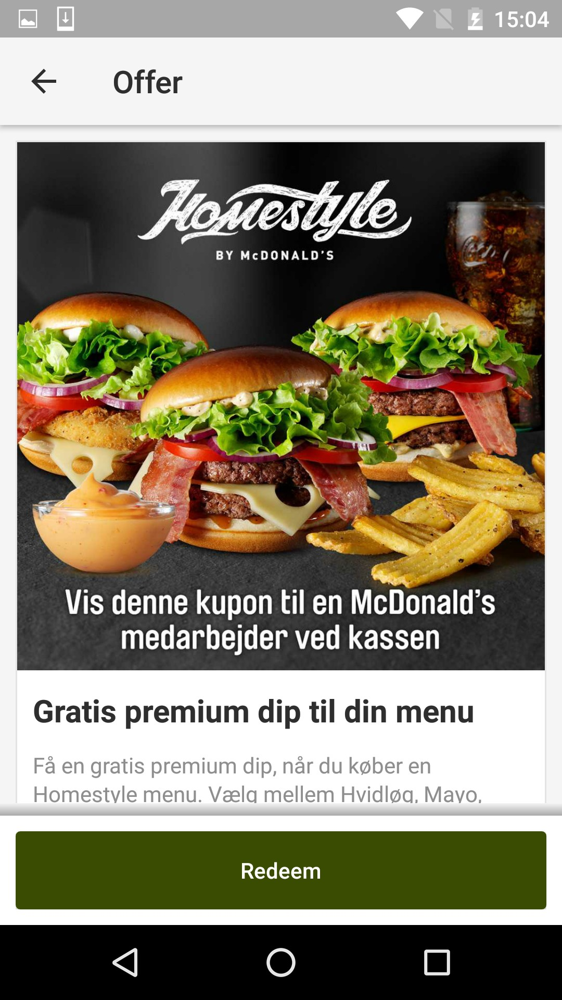 15:04
Offer
Homestyle
BY McDONALD'S
Vis denne kupon til en McDonald's
medarbejder ved kassen
Gratis premium dip til din menu
Få en gratis premium dip, når du køber en
Homestyle menu. Vælg mellem Hvidløg, Mayo,
Redeem